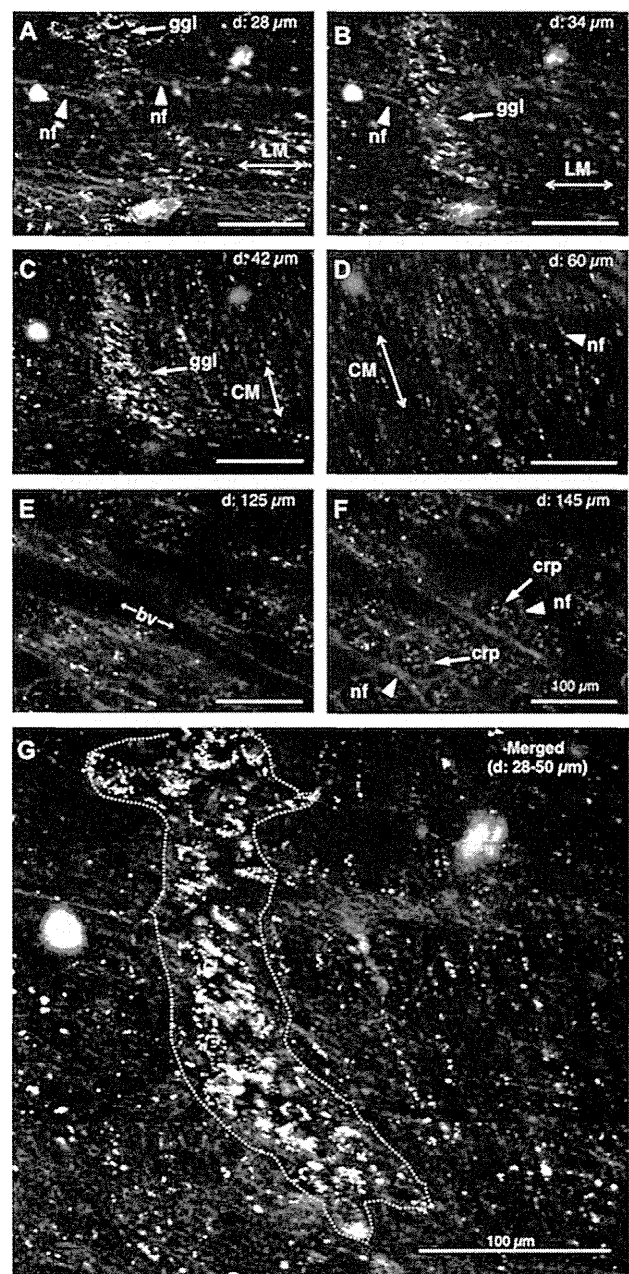 A
ggl
d: 28 µm
nf
nf
LM
B
d: 34 µm
nf
ggl
LM
C
d: 42 µm
ggl
CM
D
d: 60 µm
CM
nf
E
d: 125 µm
bv
F
d: 145 µm
crp
nf
crp
nf
100 µm
G
Merged
(d: 28-50 µm)
100 µm